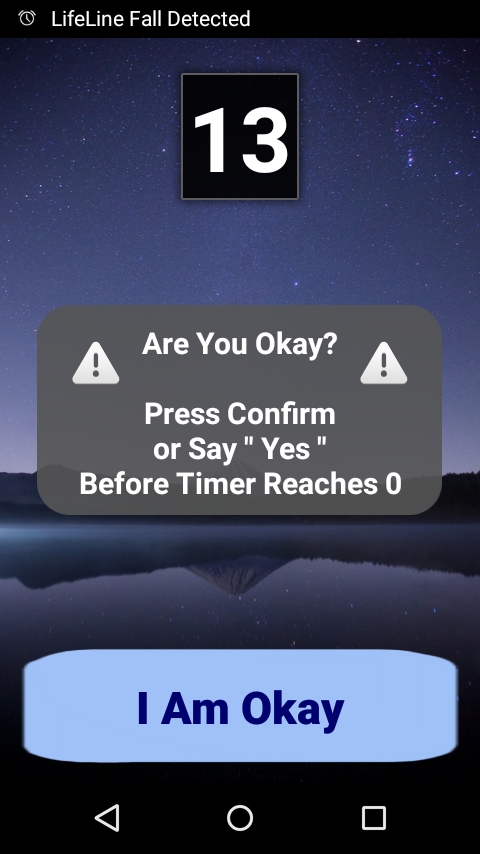 LifeLine Fall Detected
13
Are You Okay?
Press Confirm
or Say " Yes "
Before Timer Reaches 0
I Am Okay